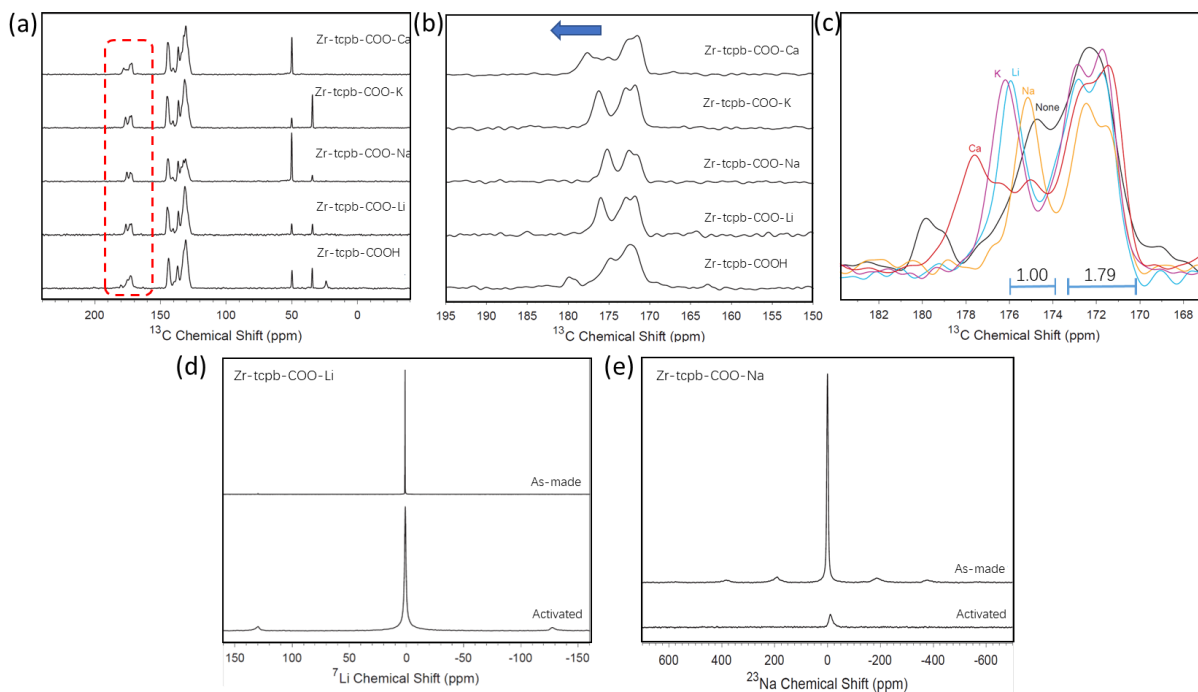 (a)
Zr-tcpb-COO-Ca
Zr-tcpb-COO-K
Zr-tcpb-COO-Na
Zr-tcpb-COO-Li
Zr-tcpb-COOH
200 150 100 50 0
13C Chemical Shift (ppm)
(b)
Zr-tcpb-COO-Ca
Zr-tcpb-COO-K
Zr-tcpb-COO-Na
Zr-tcpb-COO-Li
Zr-tcpb-COOH
195 190 185 180 175 170 165 160 155 150
13C Chemical Shift (ppm)
(c)
K Li
Na
None
Ca
1.00 1.79
182 180 178 176 174 172 170 168
13C Chemical Shift (ppm)
(d)
Zr-tcpb-COO-Li
As-made
Activated
150 100 50 0 -50 -100 -150
7Li Chemical Shift (ppm)
(e)
Zr-tcpb-COO-Na
As-made
Activated
600 400 200 0 -200 -400 -600
23Na Chemical Shift (ppm)